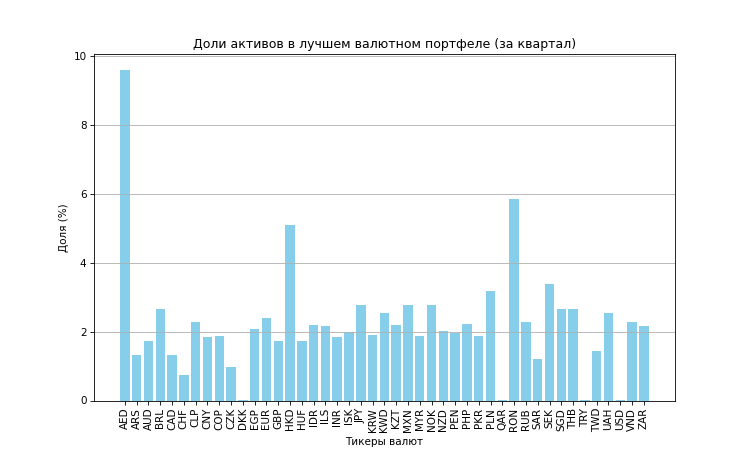 Доли активов в лучшем валютном портфеле (за квартал)
Доля (%)
10
8
6
4
2
0
AED
ARS
AUD
BRL
CAD
CHF
CLP
CNY
COP
CZK
DKK
EGP
EUR
GBP
HKD
HUF
IDR
ILS
INR
ISK
JPY
KRW
KWD
KZT
MXN
MYR
NOK
NZD
PEN
PHP
PKR
PLN
QAR
RON
RUB
SAR
SEK
SGD
THB
TRY
TWD
UAH
USD
VND
ZAR
Тикеры валют